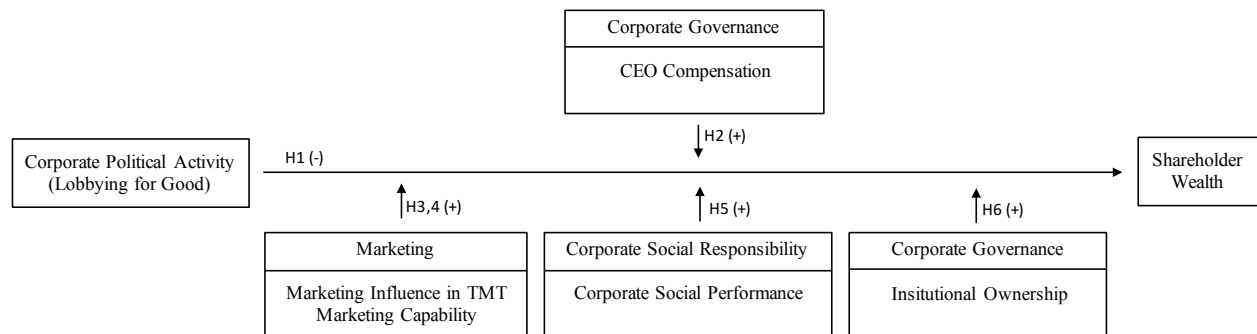 Corporate Governance
CEO Compensation
H2 (+)
Corporate Political Activity
(Lobbying for Good)
H1 (-)
Shareholder
Wealth
H3,4 (+)
H5 (+)
H6 (+)
Marketing
Marketing Influence in TMT
Marketing Capability
Corporate Social Responsibility
Corporate Social Performance
Corporate Governance
Insitutional Ownership